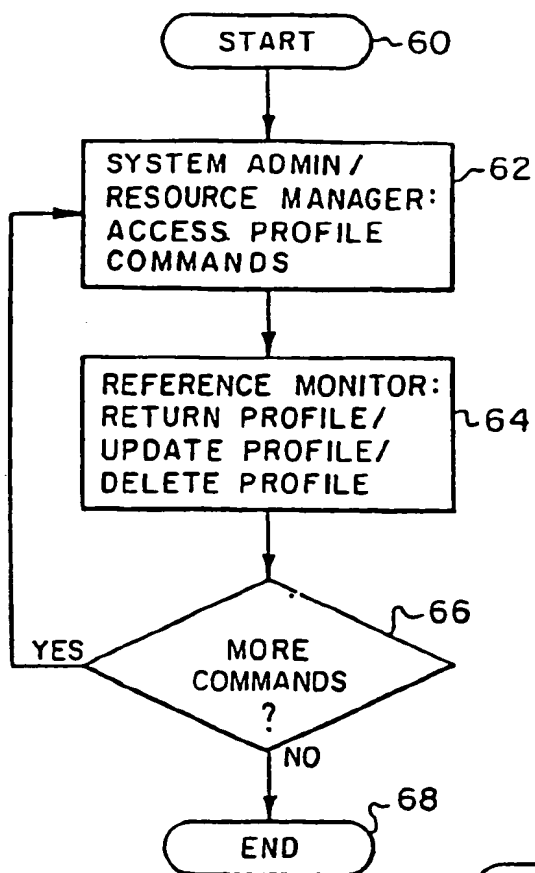 START
60
SYSTEM ADMIN/
RESOURCE MANAGER:
ACCESS PROFILE
COMMANDS
62
REFERENCE MONITOR:
RETURN PROFILE/
UPDATE PROFILE/
DELETE PROFILE
64
66
YES
MORE
COMMANDS
?
NO
68
END